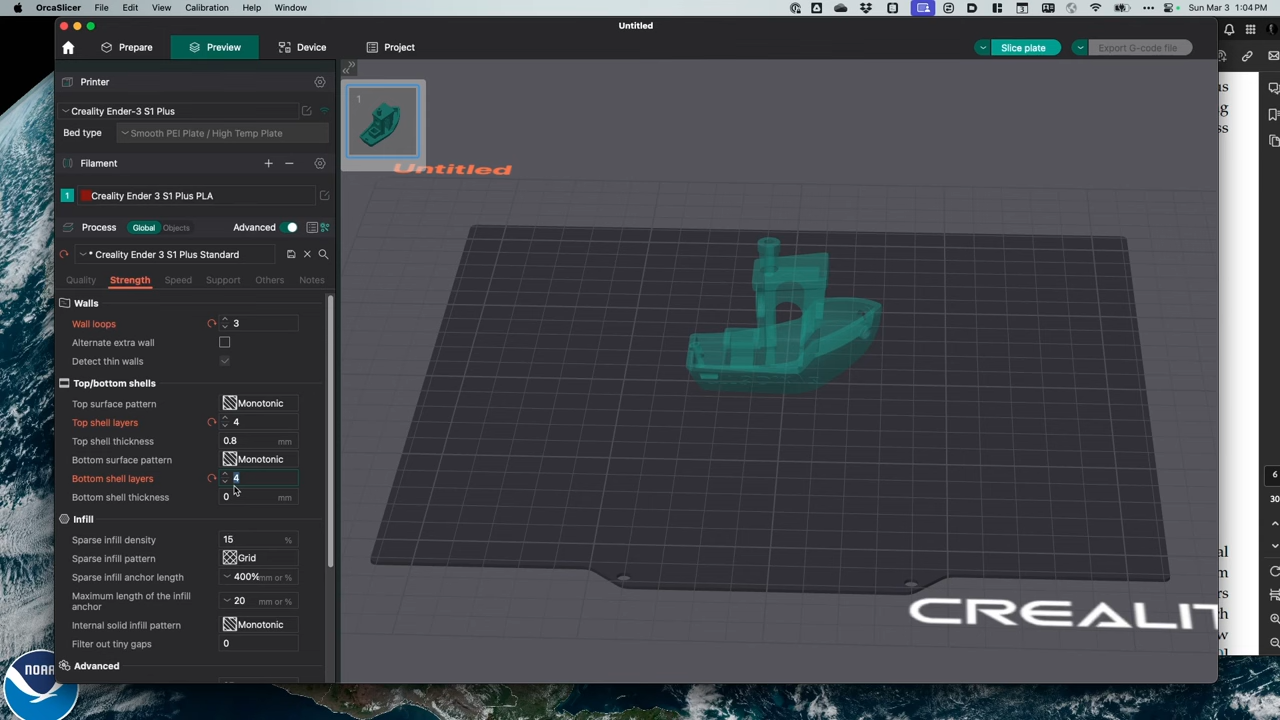 OrcaSlicer File Edit View Calibration Help Window
Sun Mar 3 1:04 PM
Untitled
Prepare Preview Device Project Slice plate Export G-code file
Printer
Creality Ender-3 S1 Plus
Bed type Smooth PEI Plate / High Temp Plate
Filament
1 Creality Ender 3 S1 Plus PLA
Process Global Objects Advanced
* Creality Ender 3 S1 Plus Standard
Quality Strength Speed Support Others Notes
Walls
Wall loops 3
Alternate extra wall
Detect thin walls
Top/bottom shells
Top surface pattern Monotonic
Top shell layers 4
Top shell thickness 0.8 mm
Bottom surface pattern Monotonic
Bottom shell layers 4
Bottom shell thickness 0 mm
Infill
Sparse infill density 15 %
Sparse infill pattern Grid
Sparse infill anchor length 400% mm or %
Maximum length of the infill
anchor 20 mm or %
Internal solid infill pattern Monotonic
Filter out tiny gaps 0
Advanced
1
Untitled
CREALIT
us
ss
6
30
al
m
rs
w